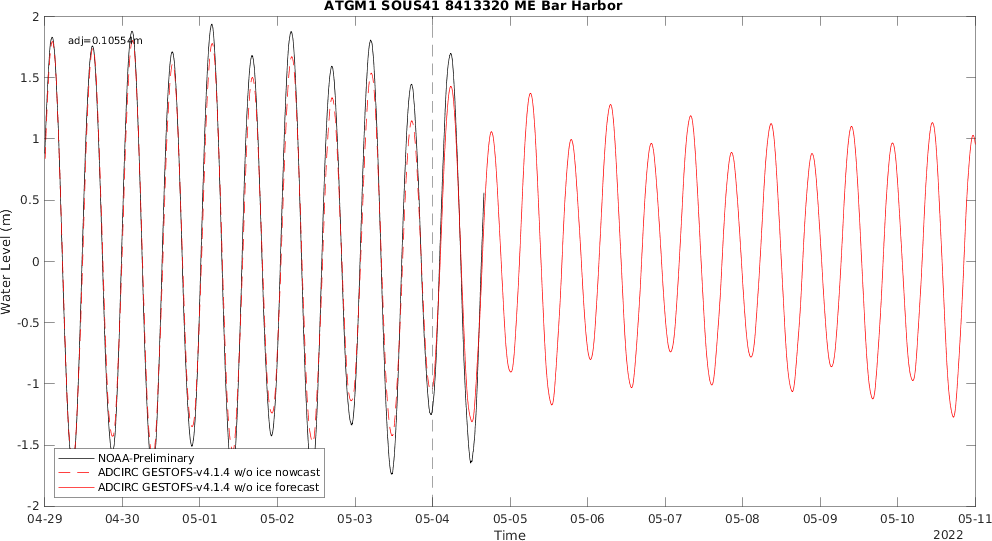 ATGM1 SOUS41 8413320 ME Bar Harbor
adj=0.10554m
Water Level (m)
2
1.5
1
0.5
0
-0.5
-1
-1.5
-2
NOAA-Preliminary
ADCIRC GESTOFS-v4.1.4 w/o ice nowcast
ADCIRC GESTOFS-v4.1.4 w/o ice forecast
04-29 04-30 05-01 05-02 05-03 05-04 05-05 05-06 05-07 05-08 05-09 05-10 05-11
Time
2022